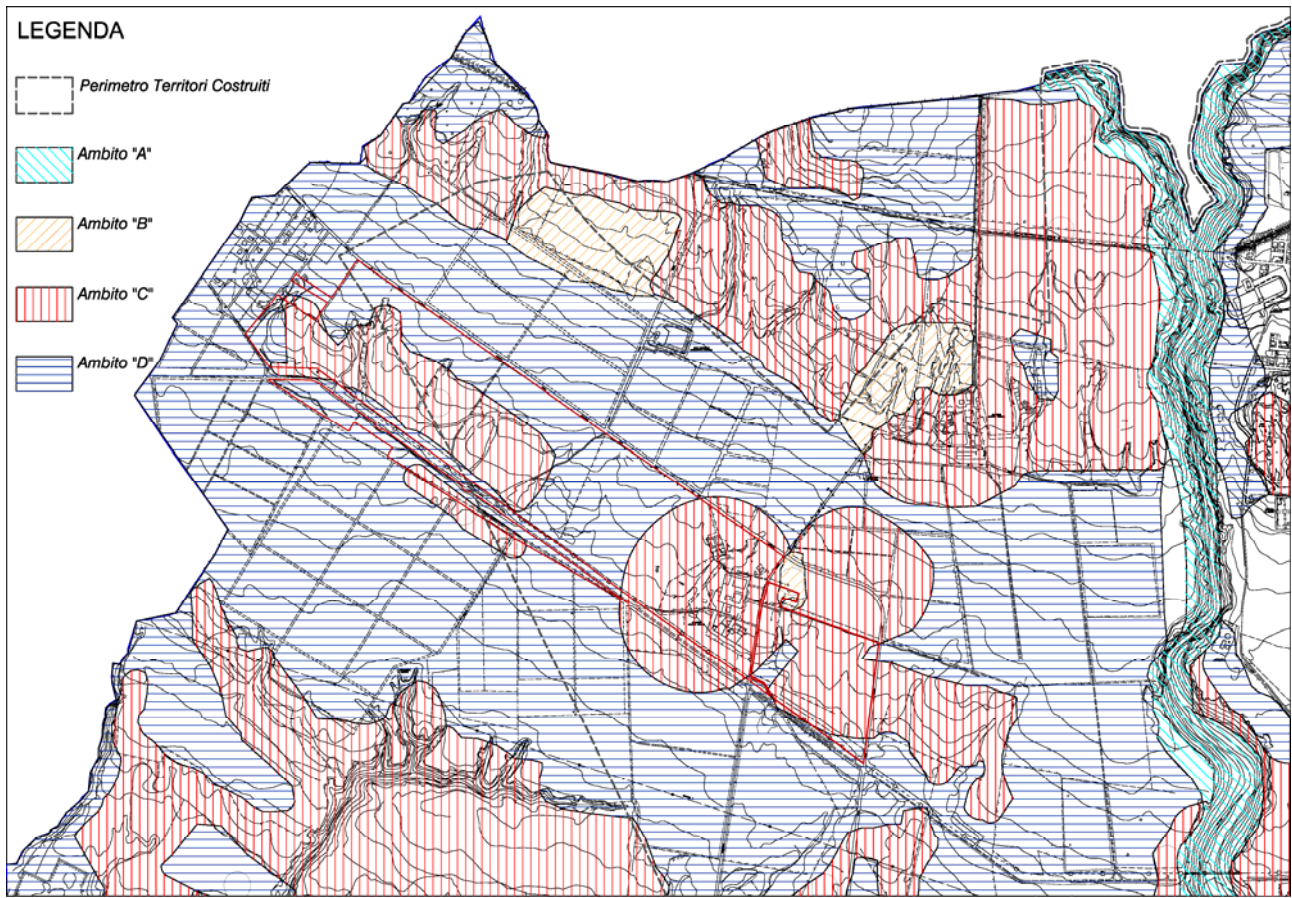 LEGENDA
Perimetro Territori Costruiti
Ambito "A"
Ambito "B"
Ambito "C"
Ambito "D"